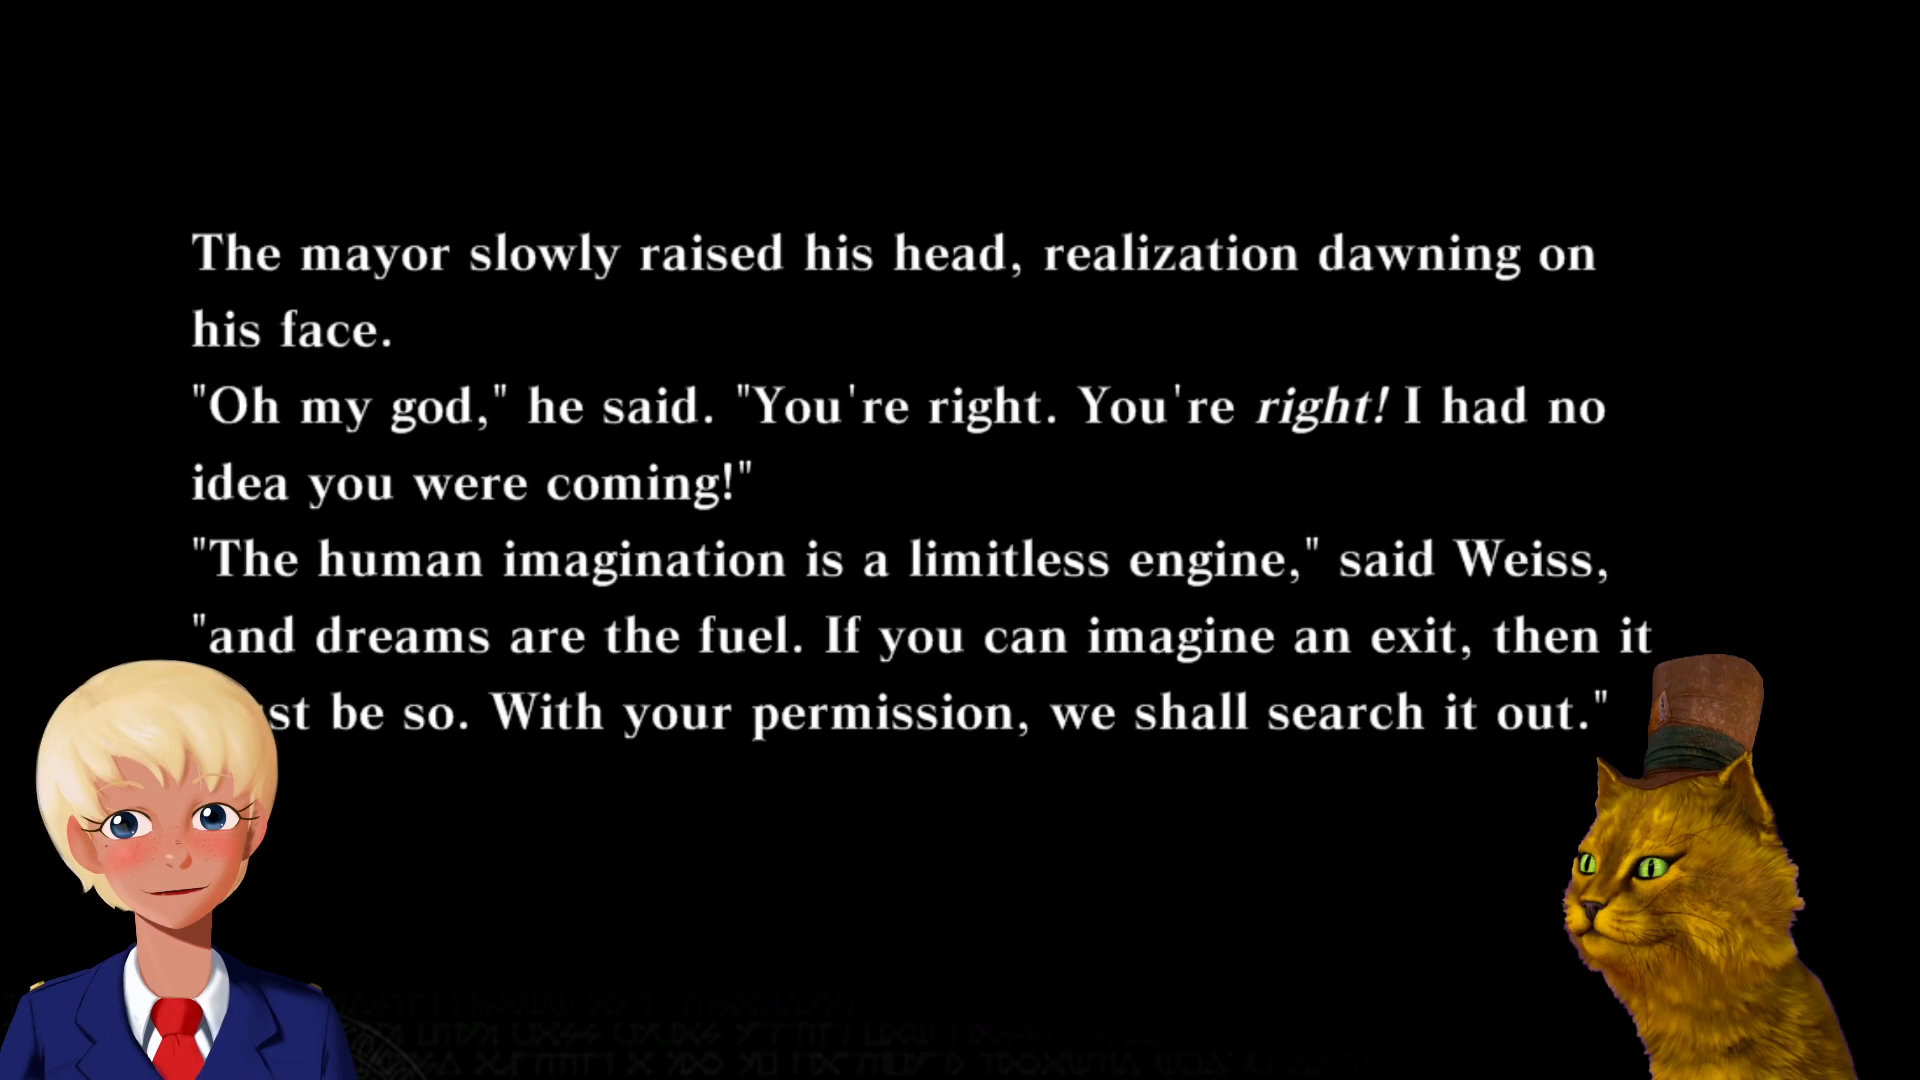 The mayor slowly raised his head, realization dawning on
his face.
"Oh my god," he said. "You're right. You're right! I had no
idea you were coming!"
"The human imagination is a limitless engine," said Weiss,
"and dreams are the fuel. If you can imagine an exit, then it
st be so. With your permission, we shall search it out."